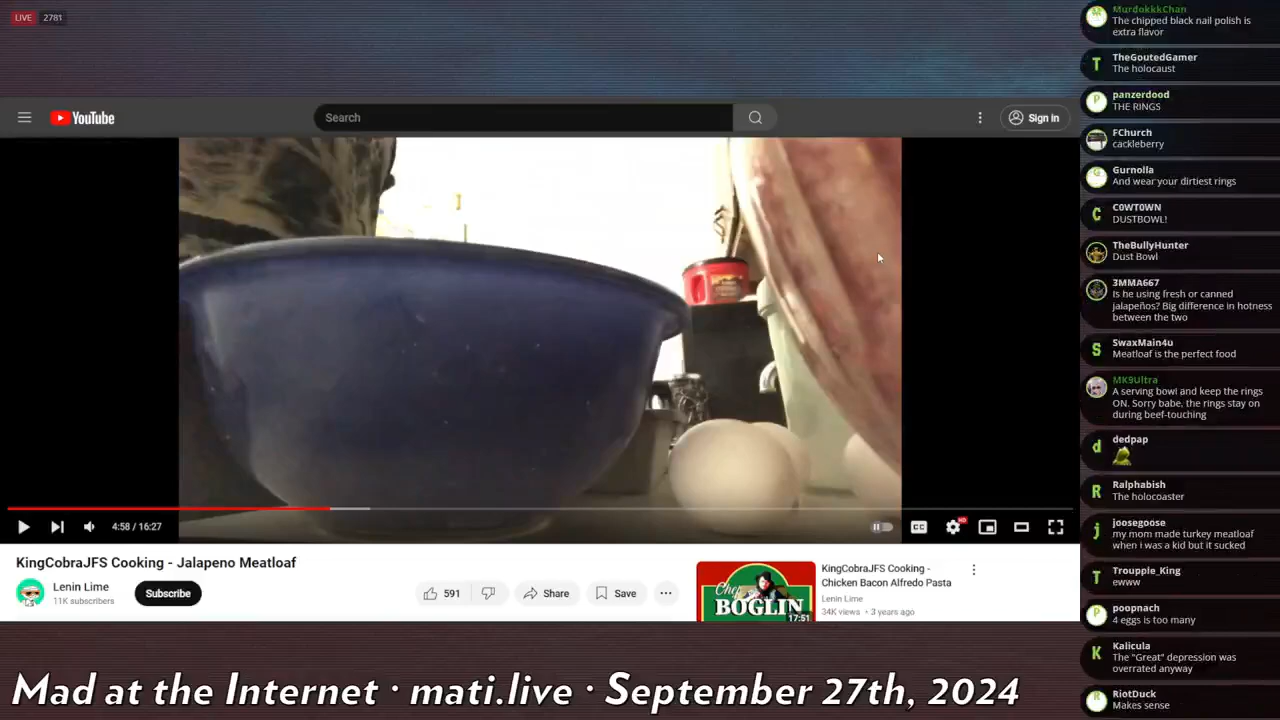 LIVE 2781
YouTube
Search
Sign in
4:58 / 16:27
CC
HD
KingCobraJFS Cooking - Jalapeno Meatloaf
Lenin Lime
11K subscribers
Subscribe
591
Share
Save
Chef
BOGLIN
17:51
KingCobraJFS Cooking -
Chicken Bacon Alfredo Pasta
Lenin Lime
34K views • 3 years ago
Mad at the Internet · mati.live · September 27th, 2024
MurdokkkChan
The chipped black nail polish is
extra flavor
T
TheGoutedGamer
The holocaust
P
panzerdood
THE RINGS
FChurch
cackleberry
G
Gurnolla
And wear your dirtiest rings
C
C0WT0WN
DUSTBOWL!
TheBullyHunter
Dust Bowl
3MMA667
Is he using fresh or canned
jalapeños? Big difference in hotness
between the two
S
SwaxMain4u
Meatloaf is the perfect food
MK9Ultra
A serving bowl and keep the rings
ON. Sorry babe, the rings stay on
during beef-touching
d
dedpap
R
Ralphabish
The holocoaster
j
joosegoose
my mom made turkey meatloaf
when i was a kid but it sucked
T
Troupple_King
ewww
P
poopnach
4 eggs is too many
K
Kalicula
The "Great" depression was
overrated anyway
R
RiotDuck
Makes sense